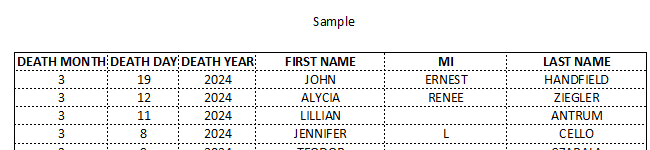 Sample
DEATH MONTH DEATH DAY DEATH YEAR FIRST NAME MI LAST NAME
3 19 2024 JOHN ERNEST HANDFIELD
3 12 2024 ALYCIA RENEE ZIEGLER
3 11 2024 LILLIAN ANTRUM
3 8 2024 JENNIFER L CELLO